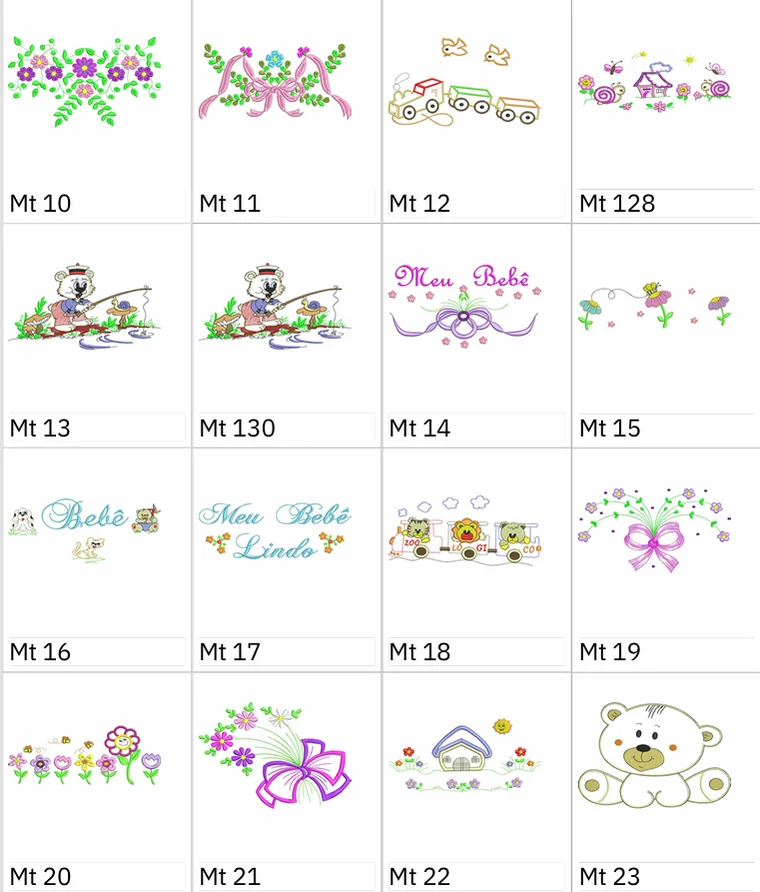 Mt 10
Mt 11
Mt 12
Mt 128
Mt 13
Mt 130
Meu Bebê
Mt 14
Mt 15
Bebê
Mt 16
Meu Bebê
Lindo
Mt 17
ZOO LÓ GI CO
Mt 18
Mt 19
Mt 20
Mt 21
Mt 22
Mt 23